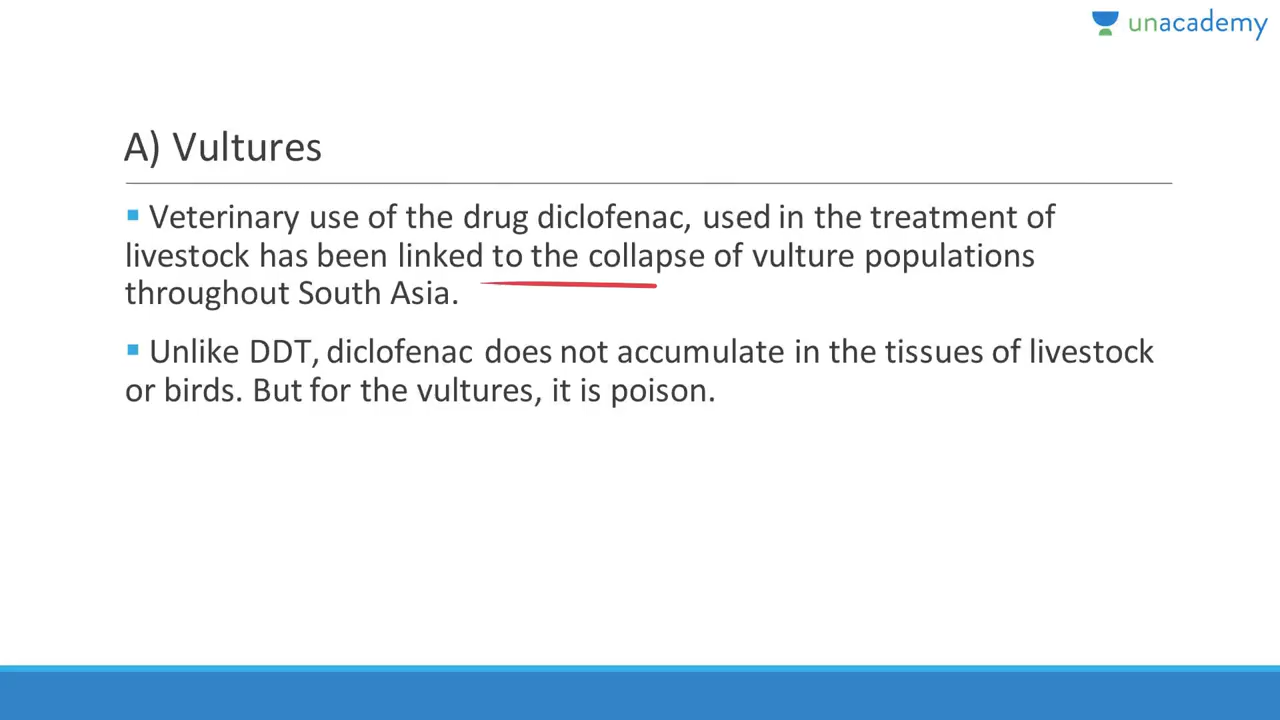 unacademy
A) Vultures
▪ Veterinary use of the drug diclofenac, used in the treatment of
livestock has been linked to the collapse of vulture populations
throughout South Asia.
▪ Unlike DDT, diclofenac does not accumulate in the tissues of livestock
or birds. But for the vultures, it is poison.